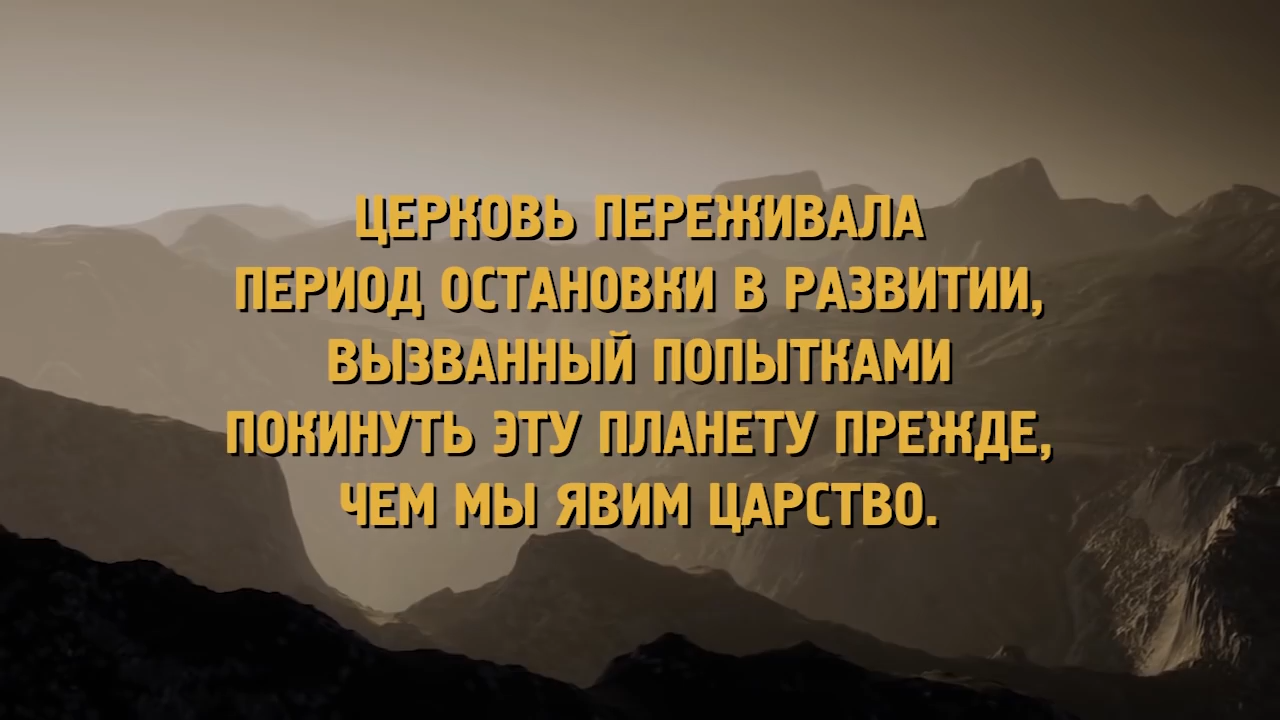 ЦЕРКОВЬ ПЕРЕЖИВАЛА
ПЕРИОД ОСТАНОВКИ В РАЗВИТИИ,
ВЫЗВАННЫЙ ПОПЫТКАМИ
ПОКИНУТЬ ЭТУ ПЛАНЕТУ ПРЕЖДЕ,
ЧЕМ МЫ ЯВИМ ЦАРСТВО.